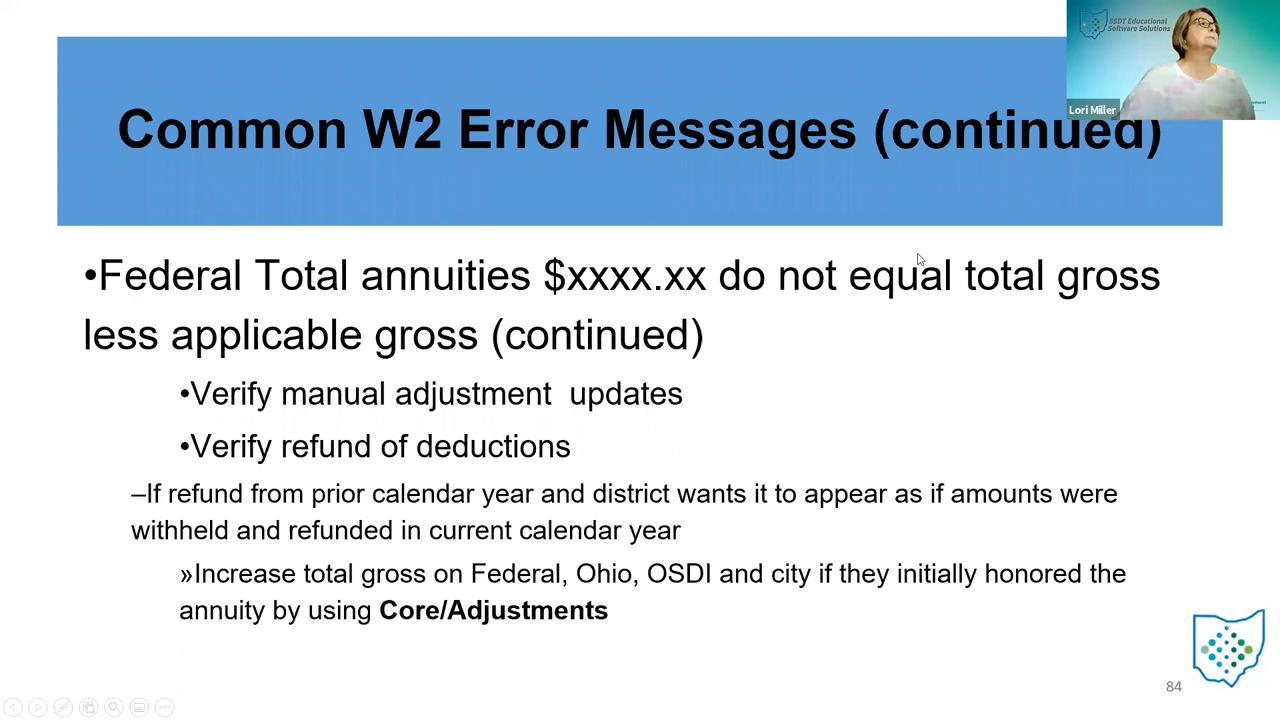 SSDT Educational
Software Solutions
Lori Miller
Common W2 Error Messages (continued)
•Federal Total annuities $xxxx.xx do not equal total gross
less applicable gross (continued)
•Verify manual adjustment updates
•Verify refund of deductions
–If refund from prior calendar year and district wants it to appear as if amounts were
withheld and refunded in current calendar year
»Increase total gross on Federal, Ohio, OSDI and city if they initially honored the
annuity by using Core/Adjustments
84